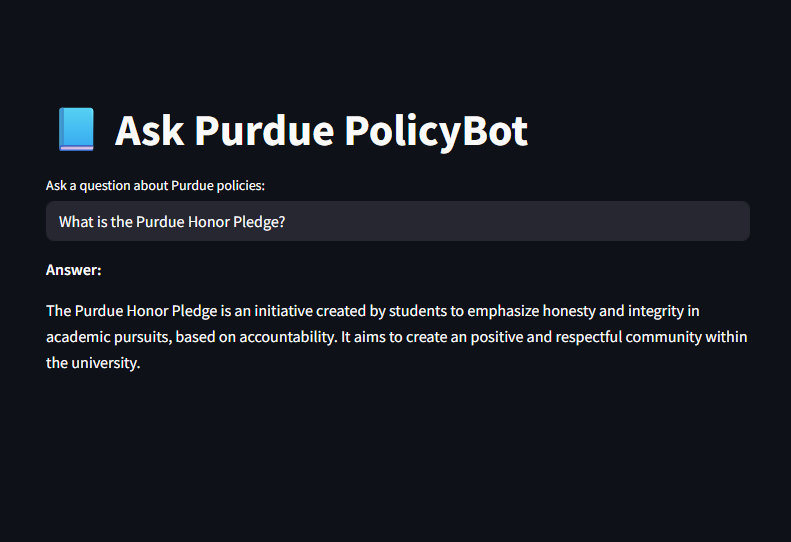 Ask Purdue PolicyBot
Ask a question about Purdue policies:
What is the Purdue Honor Pledge?
Answer:
The Purdue Honor Pledge is an initiative created by students to emphasize honesty and integrity in
academic pursuits, based on accountability. It aims to create an positive and respectful community within
the university.